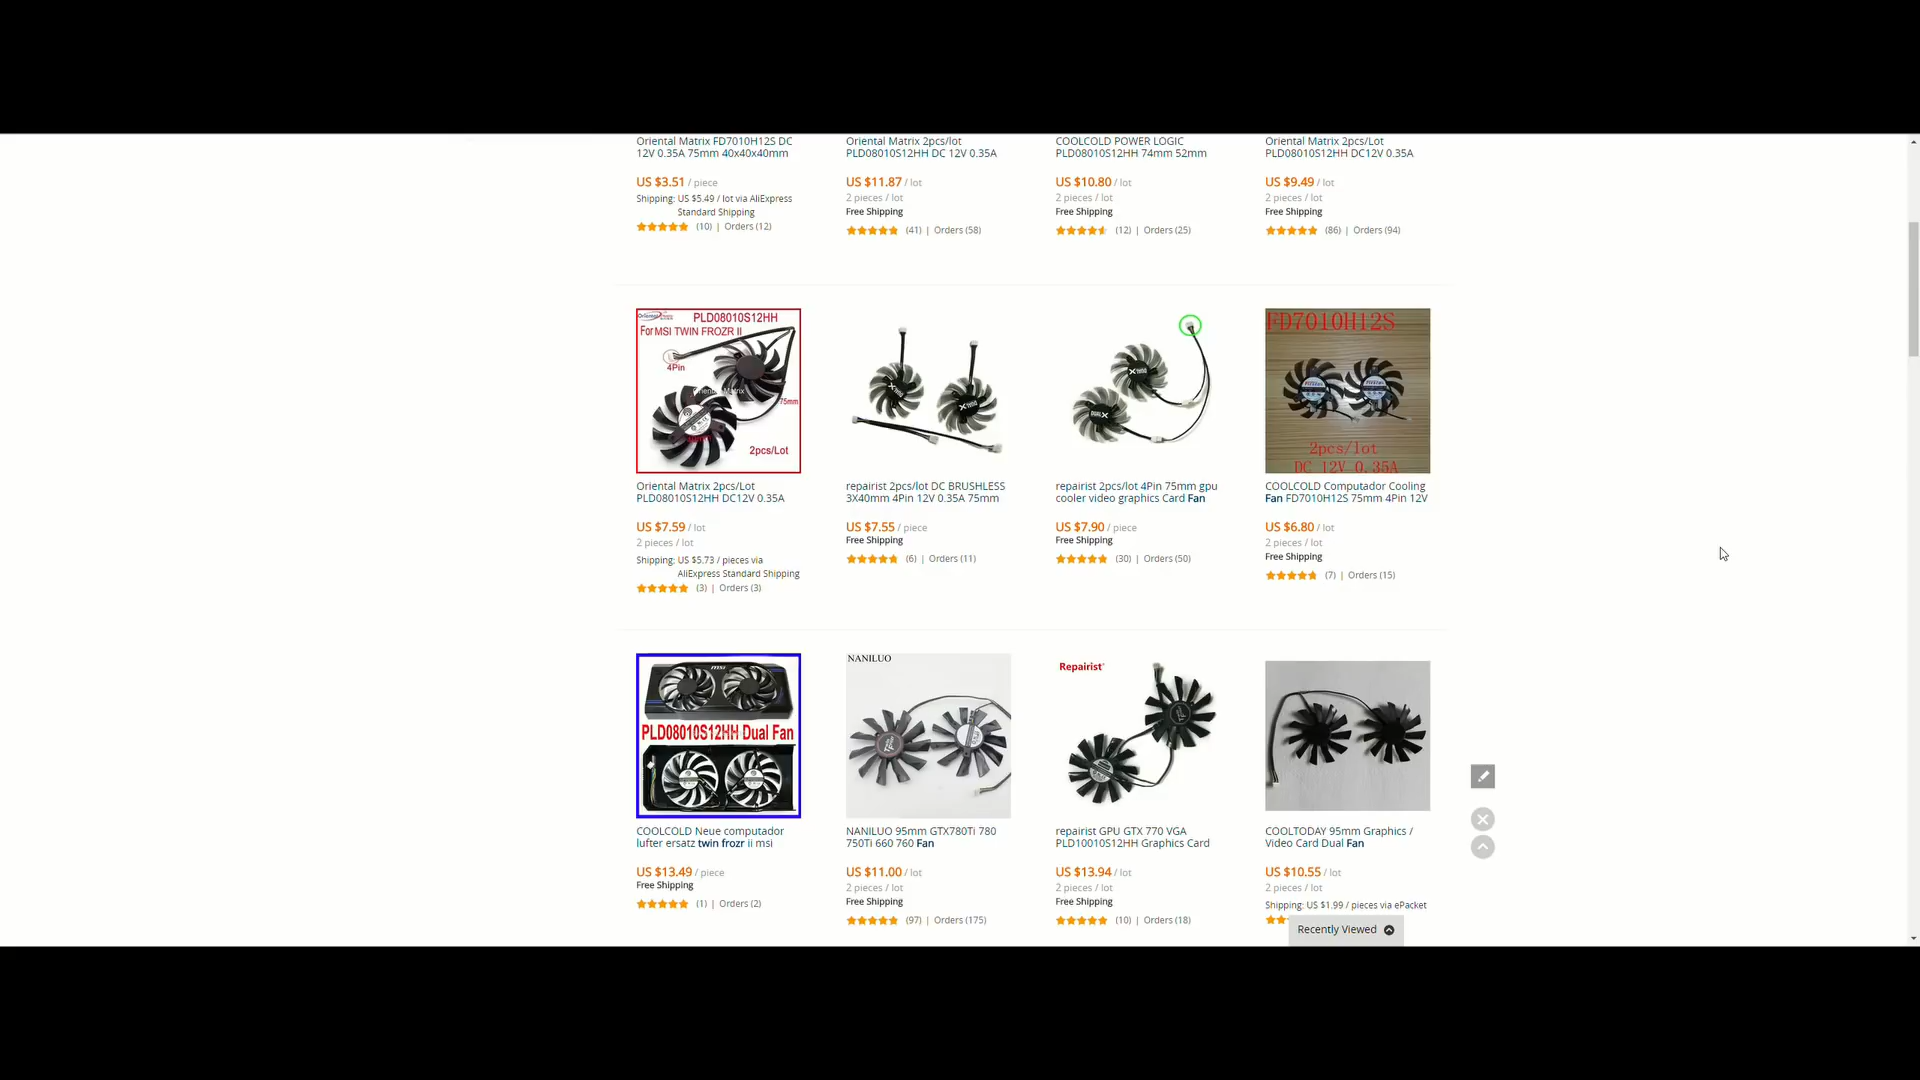 Oriental Matrix FD7010H12S DC
12V 0.35A 75mm 40x40x40mm
US $3.51 / piece
Shipping: US $5.49 / lot via AliExpress
Standard Shipping
(10) | Orders (12)
Oriental Matrix 2pcs/lot
PLD08010S12HH DC 12V 0.35A
US $11.87 / lot
2 pieces / lot
Free Shipping
(41) | Orders (58)
COOLCOLD POWER LOGIC
PLD08010S12HH 74mm 52mm
US $10.80 / lot
2 pieces / lot
Free Shipping
(12) | Orders (25)
Oriental Matrix 2pcs/Lot
PLD08010S12HH DC12V 0.35A
US $9.49 / lot
2 pieces / lot
Free Shipping
(86) | Orders (94)
PLD08010S12HH
For MSI TWIN FROZR II
4Pin
75mm
2pcs/Lot
Oriental Matrix 2pcs/Lot
PLD08010S12HH DC12V 0.35A
US $7.59 / lot
2 pieces / lot
Shipping: US $5.73 / pieces via
AliExpress Standard Shipping
(3) | Orders (3)
repairist 2pcs/lot DC BRUSHLESS
3X40mm 4Pin 12V 0.35A 75mm
US $7.55 / piece
Free Shipping
(6) | Orders (11)
DUAL X
repairist 2pcs/lot 4Pin 75mm gpu
cooler video graphics Card Fan
US $7.90 / piece
Free Shipping
(30) | Orders (50)
FD7010H12S
2pcs/lot
DC 12V 0.35A
COOLCOLD Computador Cooling
Fan FD7010H12S 75mm 4Pin 12V
US $6.80 / lot
2 pieces / lot
Free Shipping
(7) | Orders (15)
msi
PLD08010S12HH Dual Fan
COOLCOLD Neue computador
lufter ersatz twin frozr ii msi
US $13.49 / piece
Free Shipping
(1) | Orders (2)
NANILUO
NANILUO 95mm GTX780Ti 780
750Ti 660 760 Fan
US $11.00 / lot
2 pieces / lot
Free Shipping
(97) | Orders (175)
Repairist
repairist GPU GTX 770 VGA
PLD10010S12HH Graphics Card
US $13.94 / lot
2 pieces / lot
Free Shipping
(10) | Orders (18)
COOLTODAY 95mm Graphics /
Video Card Dual Fan
US $10.55 / lot
2 pieces / lot
Shipping: US $1.99 / pieces via ePacket
Recently Viewed